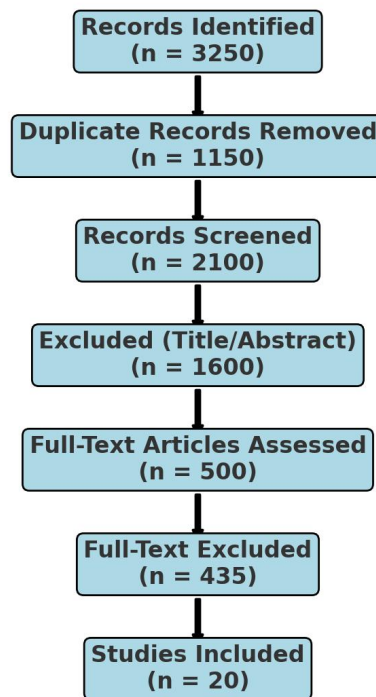 Records Identified
(n = 3250)
Duplicate Records Removed
(n = 1150)
Records Screened
(n = 2100)
Excluded (Title/Abstract)
(n = 1600)
Full-Text Articles Assessed
(n = 500)
Full-Text Excluded
(n = 435)
Studies Included
(n = 20)